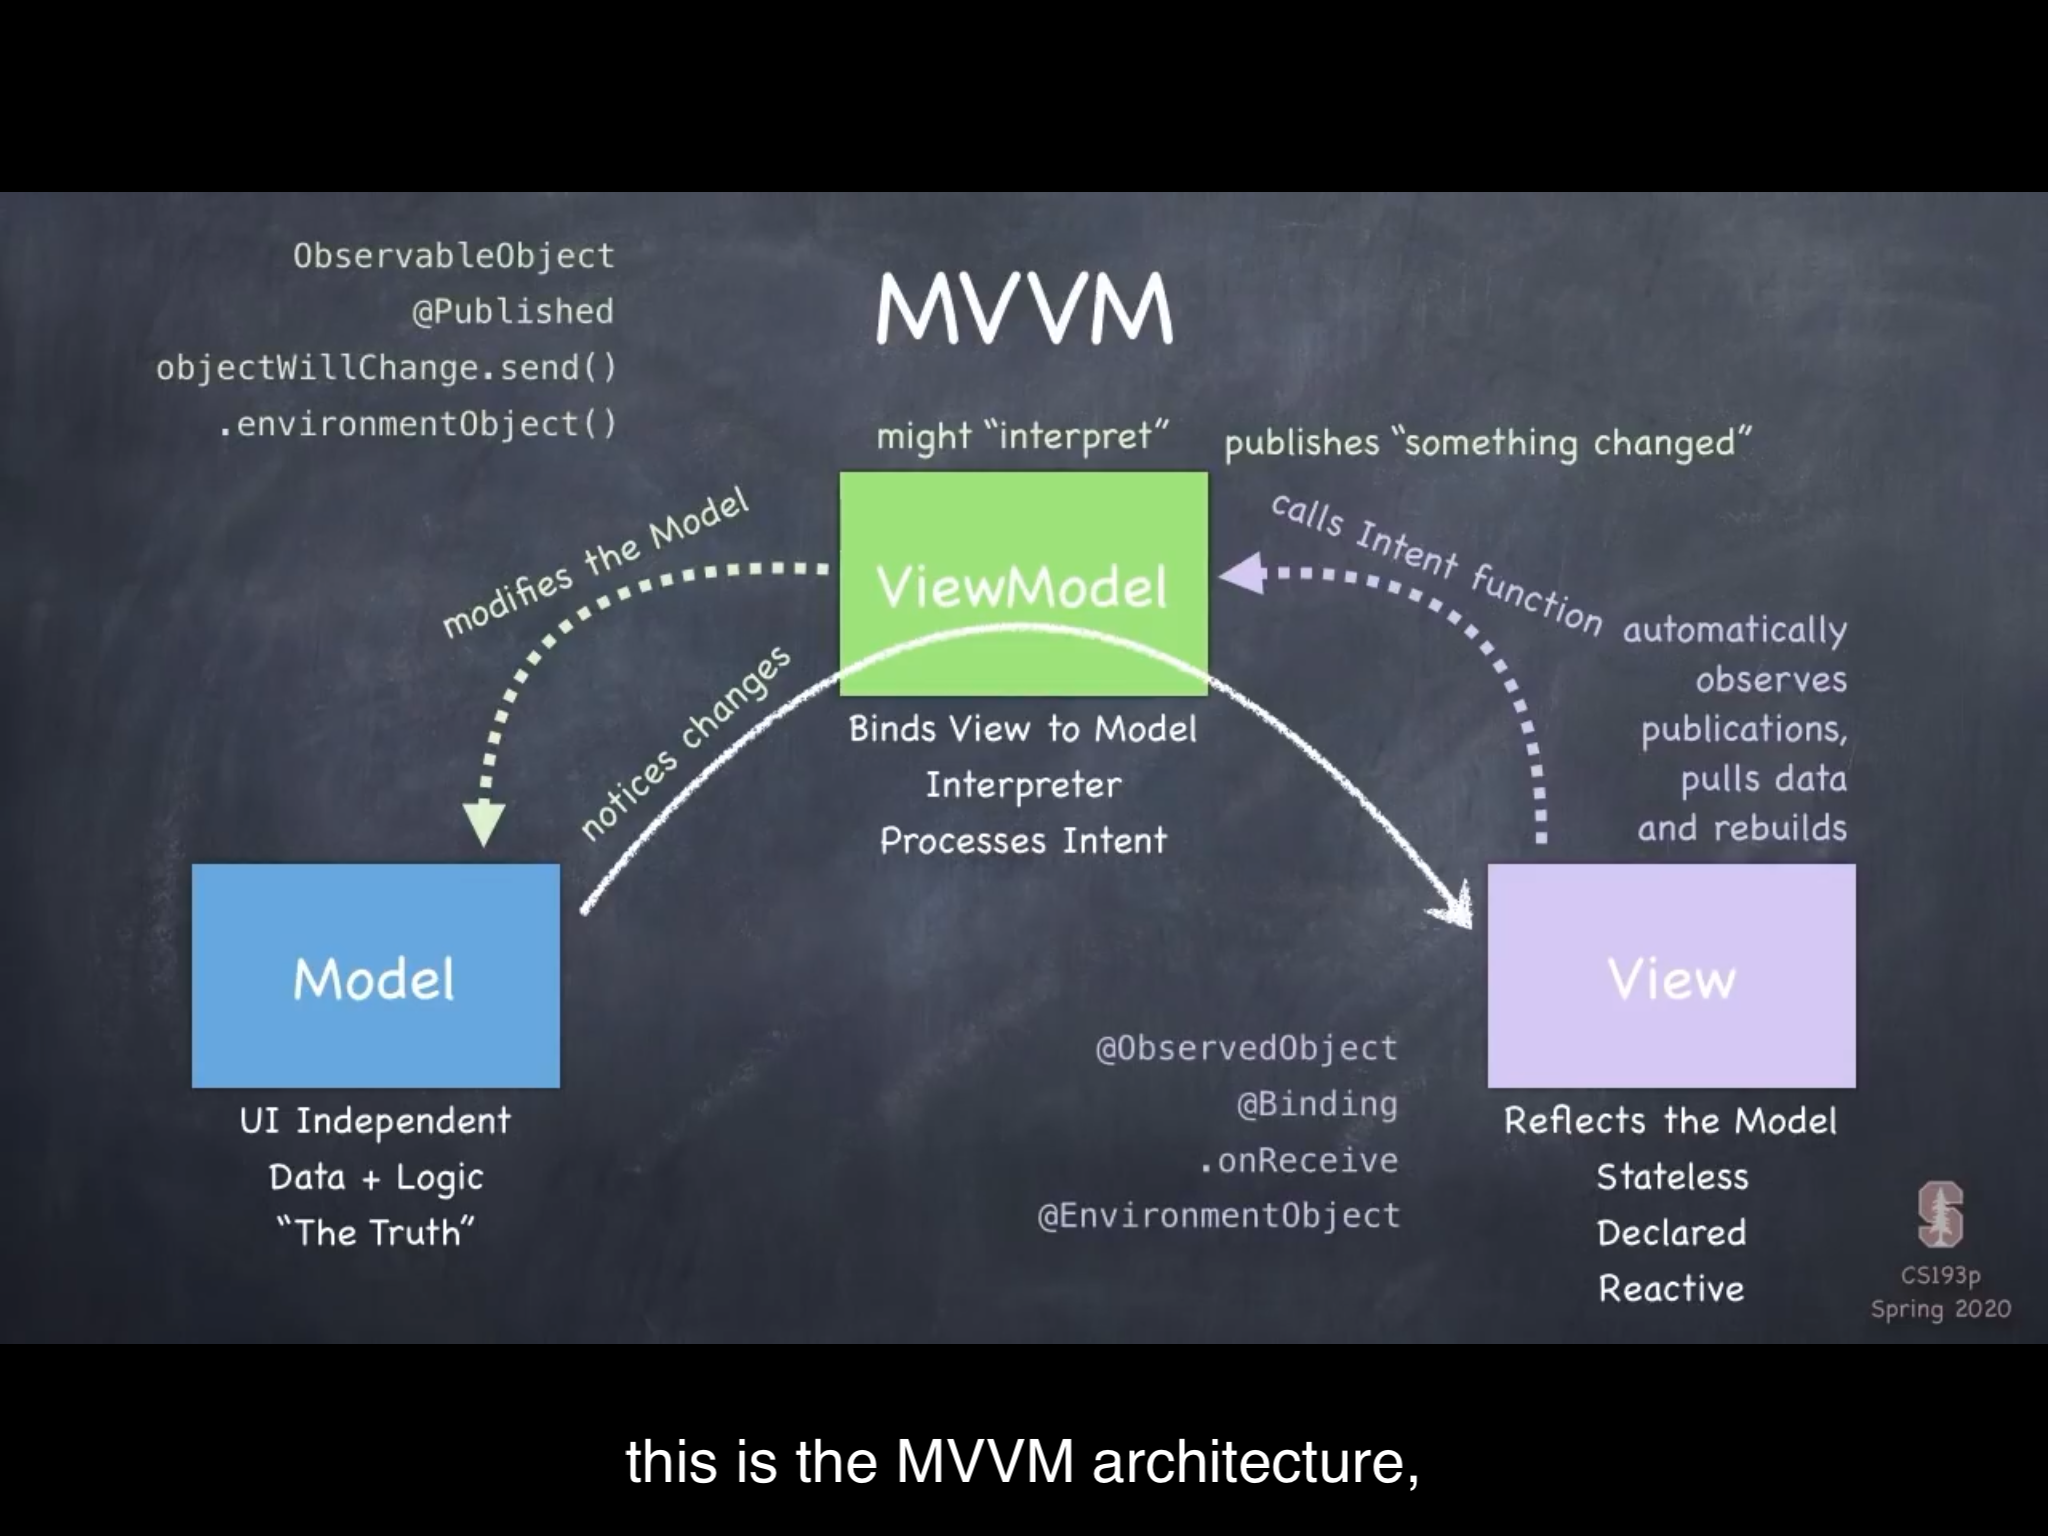 ObservableObject
@Published
objectWillChange.send()
.environmentObject()
MVVM
might “interpret”
publishes “something changed”
modifies the Model
calls Intent function
ViewModel
notices changes
automatically
observes
publications,
pulls data
and rebuilds
Binds View to Model
Interpreter
Processes Intent
Model
View
UI Independent
Data + Logic
“The Truth”
@ObservedObject
@Binding
.onReceive
@EnvironmentObject
Reflects the Model
Stateless
Declared
Reactive
S
CS193p
Spring 2020
this is the MVVM architecture,